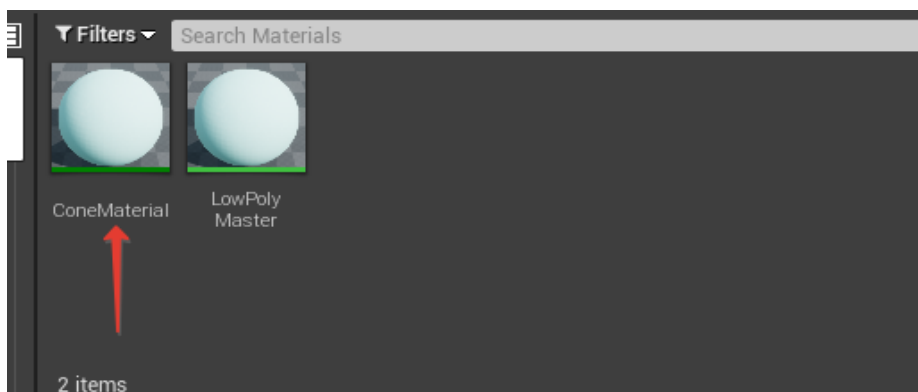 Filters
Search Materials
ConeMaterial
LowPoly
Master
2 items